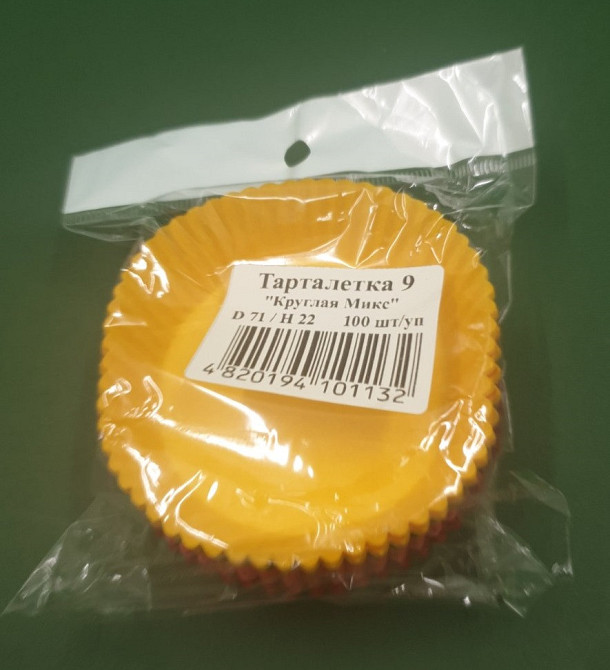 Тарталетка 9
"Круглая Микс"
D 71 / H 22 100 шт/уп
4 820194 101132